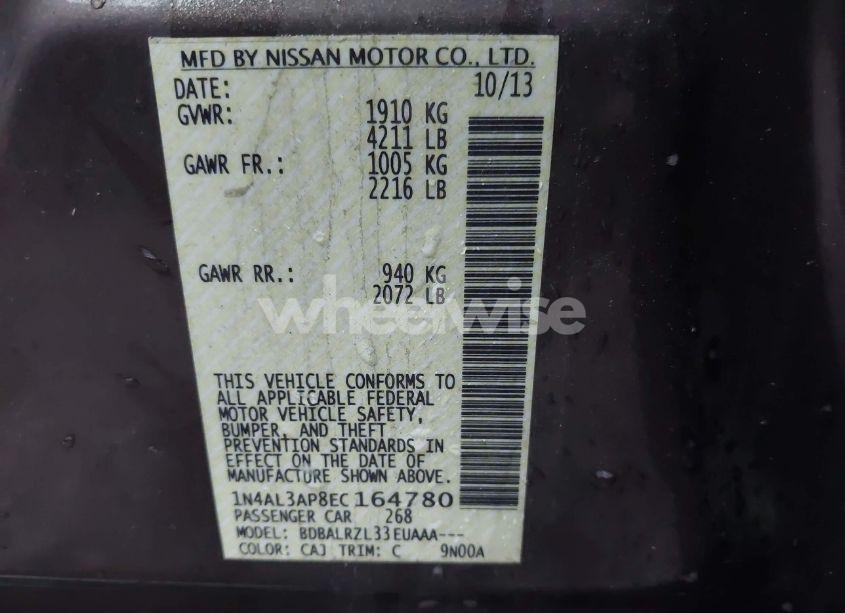 MFD BY NISSAN MOTOR CO., LTD.
DATE: 10/13
GVWR: 1910 KG
4211 LB
GAWR FR.: 1005 KG
2216 LB
GAWR RR.: 940 KG
2072 LB
wheelwise
THIS VEHICLE CONFORMS TO
ALL APPLICABLE FEDERAL
MOTOR VEHICLE SAFETY,
BUMPER, AND THEFT
PREVENTION STANDARDS IN
EFFECT ON THE DATE OF
MANUFACTURE SHOWN ABOVE.
1N4AL3AP8EC164780
PASSENGER CAR 268
MODEL: BDBALRZL33EUAAA---
COLOR: CAJ TRIM: C 9N00A